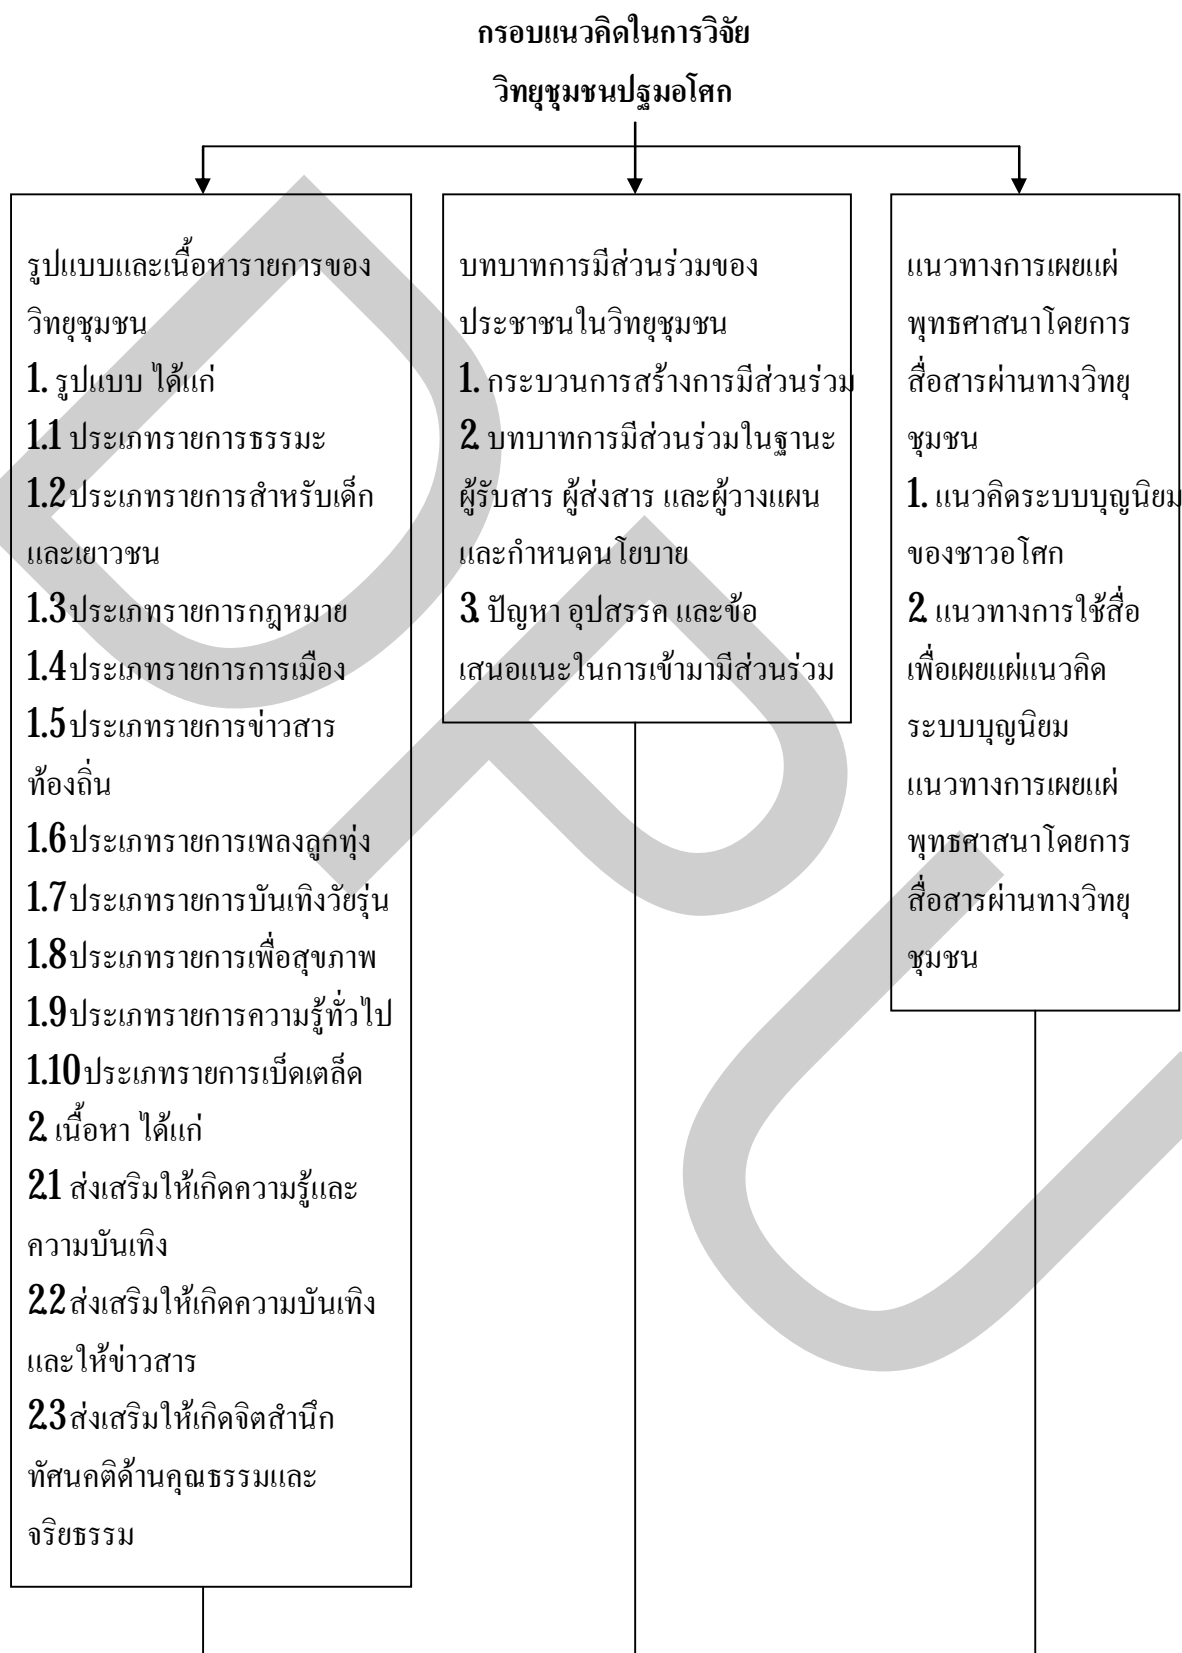 กรอบแนวคิดในการวิจัย
วิทยุชุมชนปฐมอโศก
รูปแบบและเนื้อหารายการของ
วิทยุชุมชน
1. รูปแบบ ได้แก่
1.1 ประเภทรายการธรรมะ
1.2 ประเภทรายการสำหรับเด็ก
และเยาวชน
1.3 ประเภทรายการกฎหมาย
1.4 ประเภทรายการการเมือง
1.5 ประเภทรายการข่าวสาร
ท้องถิ่น
1.6 ประเภทรายการเพลงลูกทุ่ง
1.7 ประเภทรายการบันเทิงวัยรุ่น
1.8 ประเภทรายการเพื่อสุขภาพ
1.9 ประเภทรายการความรู้ทั่วไป
1.10 ประเภทรายการเบ็ดเตล็ด
2. เนื้อหา ได้แก่
2.1 ส่งเสริมให้เกิดความรู้และ
ความบันเทิง
2.2 ส่งเสริมให้เกิดความบันเทิง
และให้ข่าวสาร
2.3 ส่งเสริมให้เกิดจิตสำนึก
ทัศนคติด้านคุณธรรมและ
จริยธรรม
บทบาทการมีส่วนร่วมของ
ประชาชนในวิทยุชุมชน
1. กระบวนการสร้างการมีส่วนร่วม
2. บทบาทการมีส่วนร่วมในฐานะ
ผู้รับสาร ผู้ส่งสาร และผู้วางแผน
และกำหนดนโยบาย
3. ปัญหา อุปสรรค และข้อ
เสนอแนะในการเข้ามามีส่วนร่วม
แนวทางการเผยแผ่
พุทธศาสนาโดยการ
สื่อสารผ่านทางวิทยุ
ชุมชน
1. แนวคิดระบบบุญนิยม
ของชาวอโศก
2. แนวทางการใช้สื่อ
เพื่อเผยแผ่แนวคิด
ระบบบุญนิยม
แนวทางการเผยแผ่
พุทธศาสนาโดยการ
สื่อสารผ่านทางวิทยุ
ชุมชน
DPU